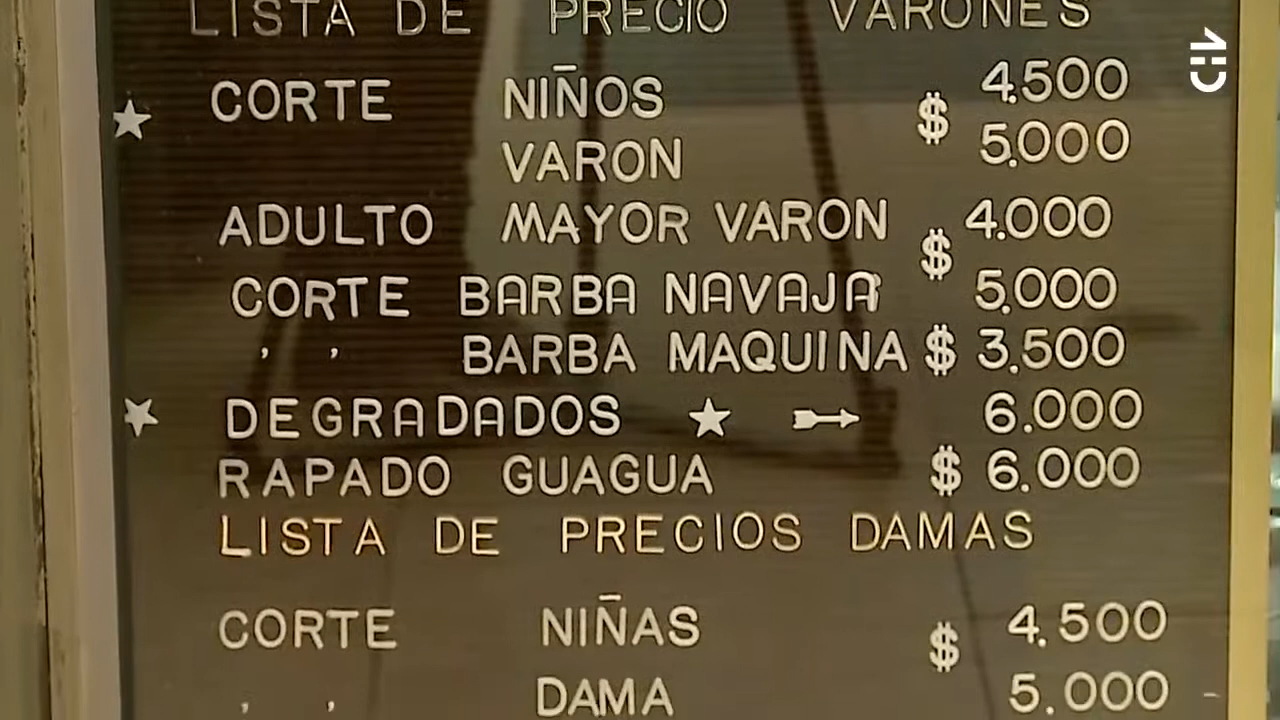 LISTA DE PRECIO VARONES
CORTE NIÑOS $ 4.500
VARON 5.000
ADULTO MAYOR VARON $ 4.000
CORTE BARBA NAVAJA 5.000
, , BARBA MAQUINA $ 3.500
DEGRADADOS 6.000
RAPADO GUAGUA $ 6.000
LISTA DE PRECIOS DAMAS
CORTE NIÑAS $ 4.500
, , DAMA 5.000
CHV